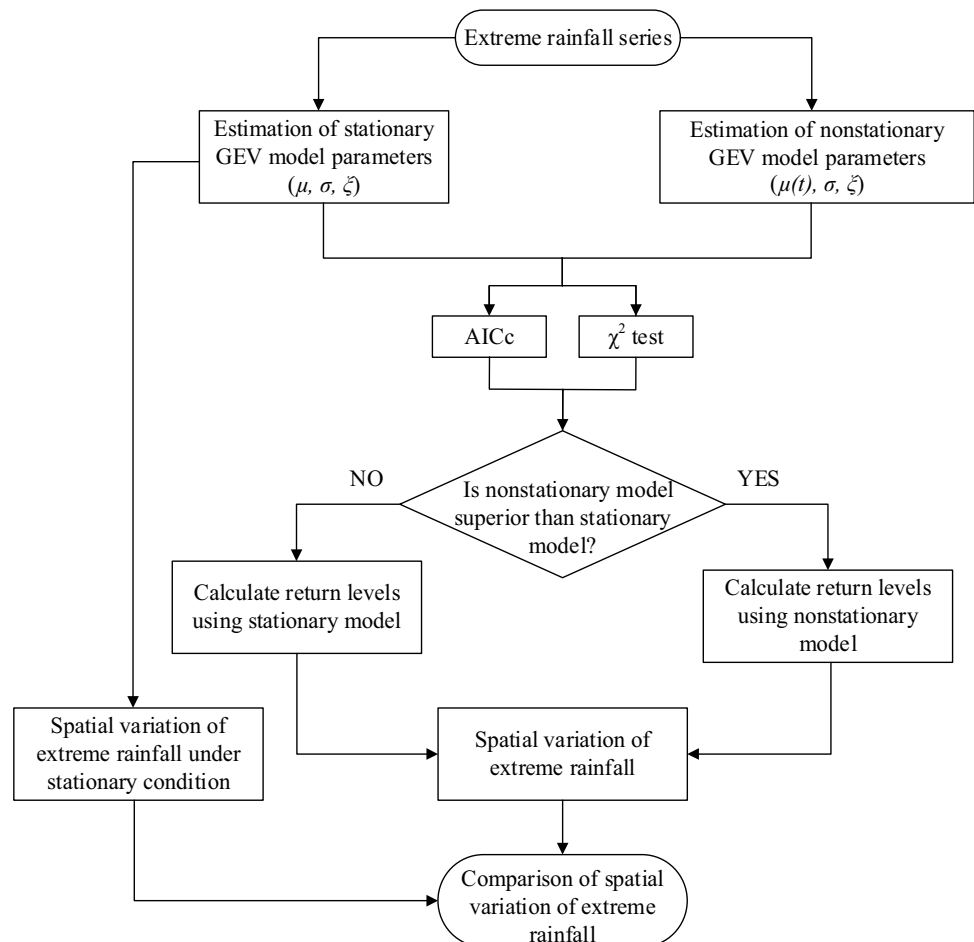 Extreme rainfall series
Estimation of stationary
GEV model parameters
(μ, σ, ξ)
Estimation of nonstationary
GEV model parameters
(μ(t), σ, ξ)
AICc
χ² test
NO
YES
Is nonstationary model
superior than stationary
model?
Calculate return levels
using stationary model
Calculate return levels
using nonstationary
model
Spatial variation of
extreme rainfall under
stationary condition
Spatial variation of
extreme rainfall
Comparison of spatial
variation of extreme
rainfall